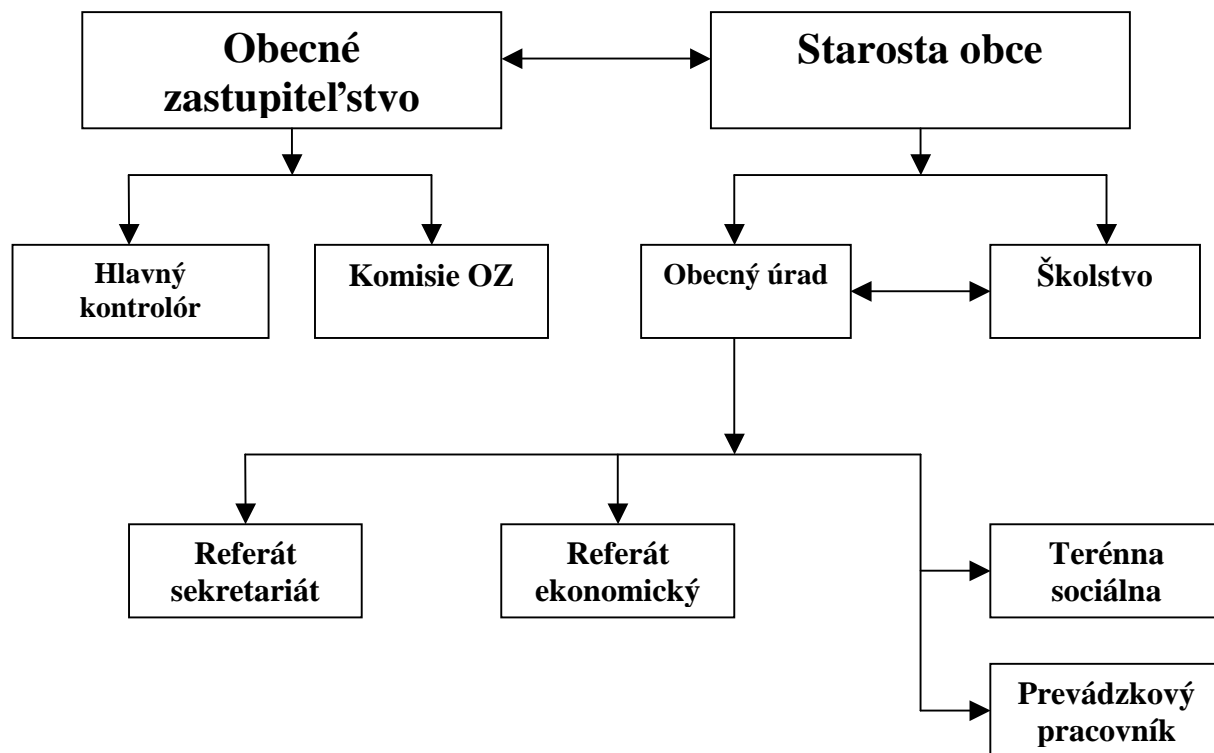 Obecné
zastupiteľstvo
Starosta obce
Hlavný
kontrolór
Komisie OZ
Obecný úrad
Školstvo
Referát
sekretariát
Referát
ekonomický
Terénna
sociálna
Prevádzkový
pracovník